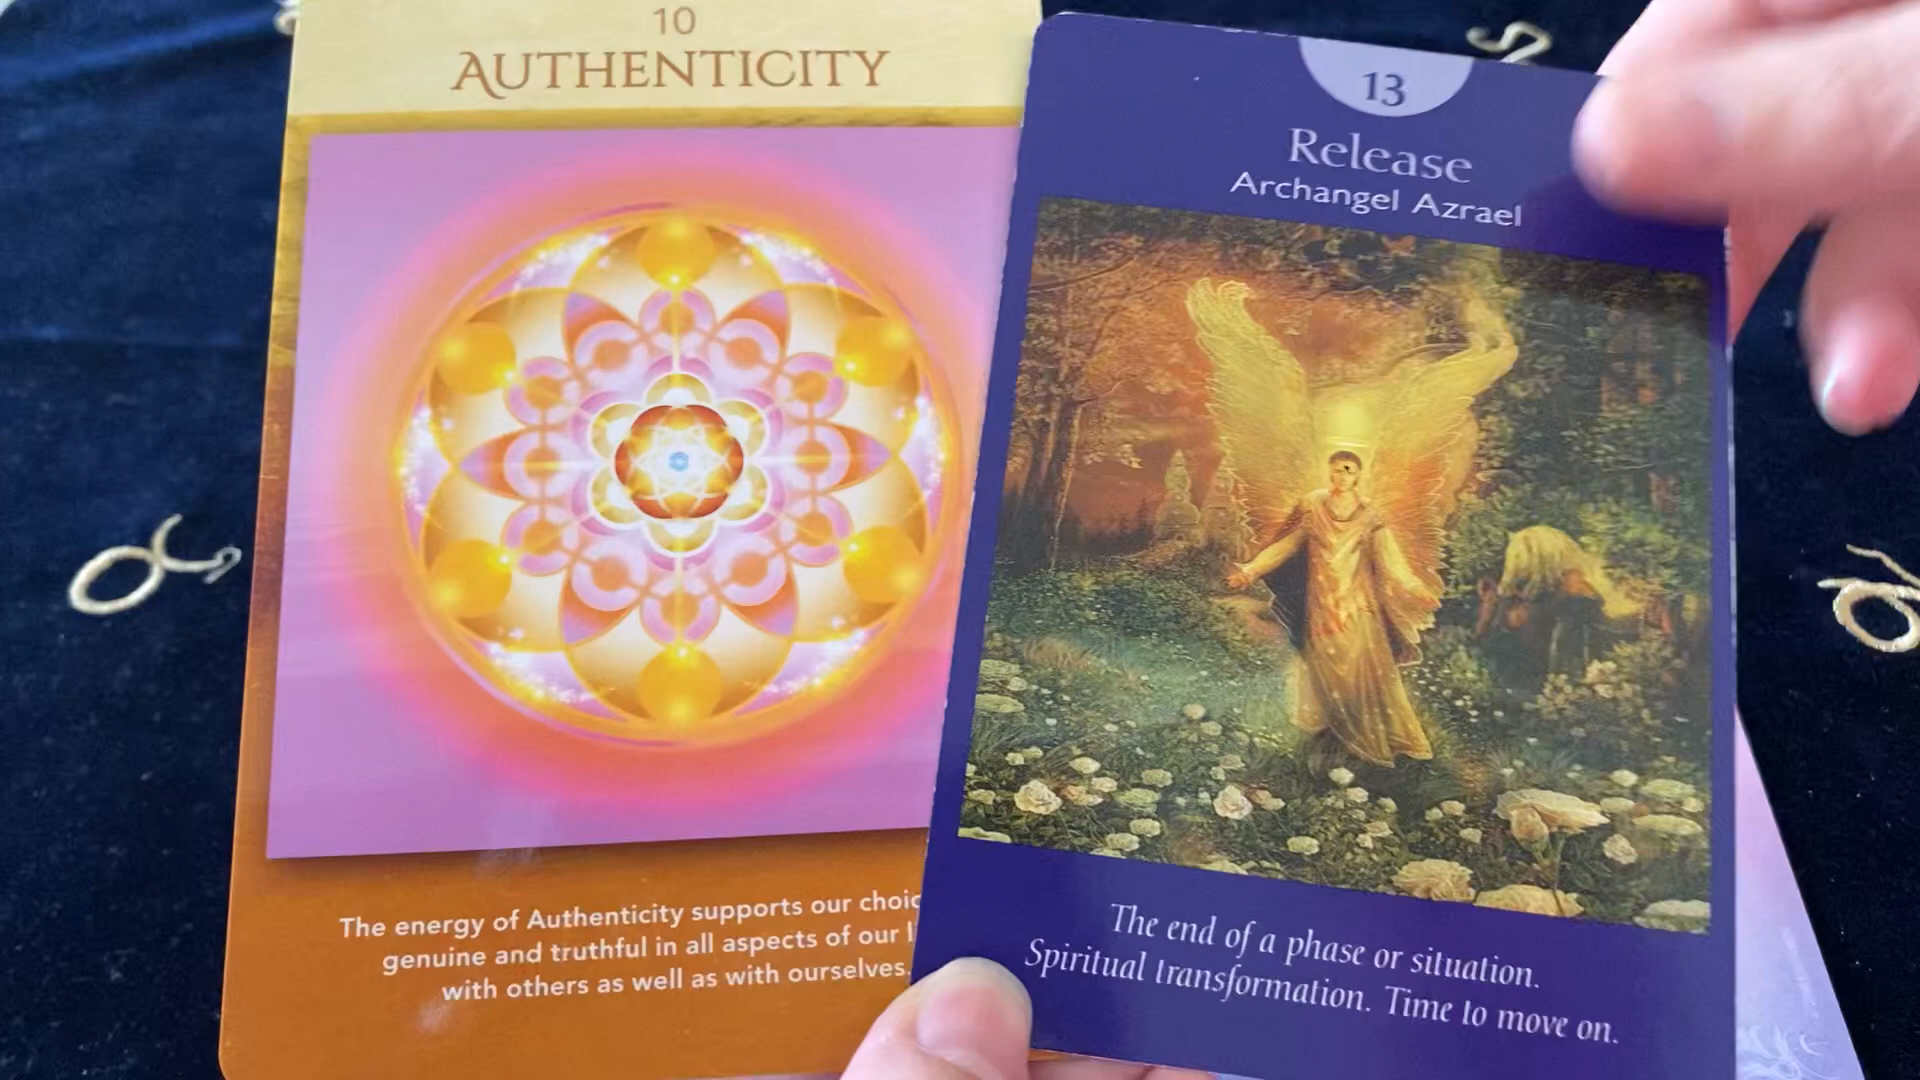 10
AUTHENTICITY
The energy of Authenticity supports our
genuine and truthful in all aspects of our
with others as well as with ourselves.
13
Release
Archangel Azrael
The end of a phase or situation.
Spiritual transformation. Time to move on.